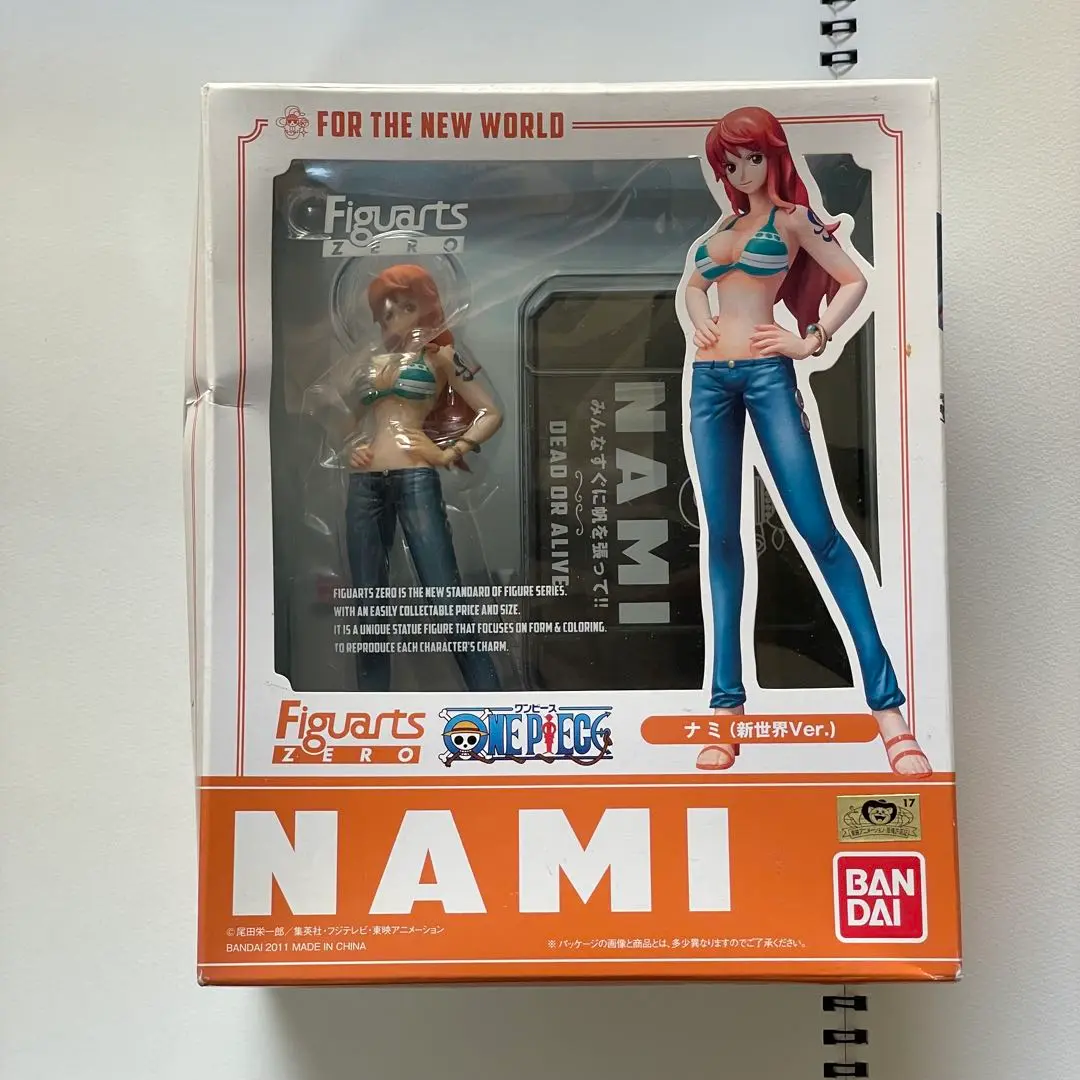 FOR THE NEW WORLD
Figuarts
ZERO
NAMI
みんなすぐに帆を張って!!
DEAD OR ALIVE
FIGUARTS ZERO IS THE NEW STANDARD OF FIGURE SERIES.
WITH AN EASILY COLLECTABLE PRICE AND SIZE.
IT IS A UNIQUE STATUE FIGURE THAT FOCUSES ON FORM & COLORING.
TO REPRODUCE EACH CHARACTER'S CHARM.
Figuarts
ZERO
ワンピース
ONE PIECE
ナミ(新世界Ver.)
NAMI
17
BAN
DAI
©尾田栄一郎/集英社・フジテレビ・東映アニメーション
BANDAI 2011 MADE IN CHINA
※パッケージの画像と商品とは、多少異なりますのでご了承ください。